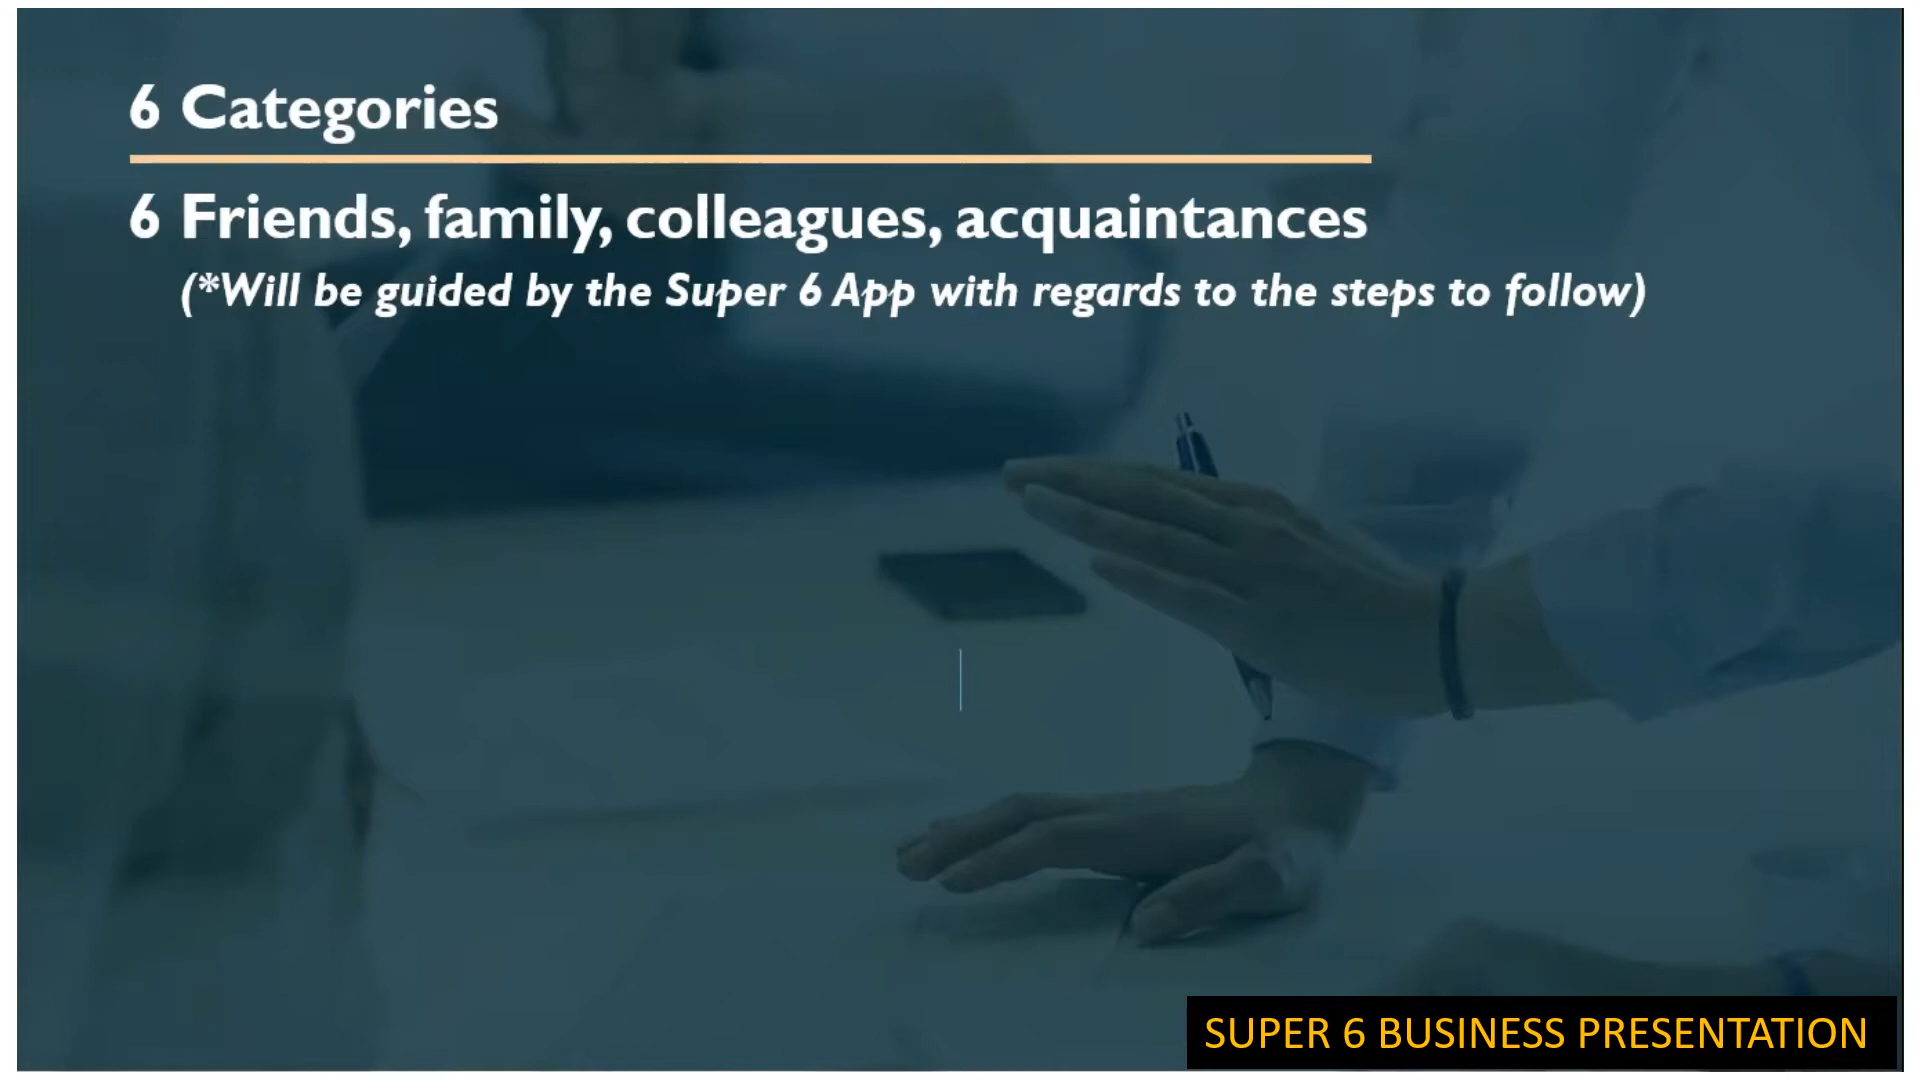 6 Categories
6 Friends, family, colleagues, acquaintances
(*Will be guided by the Super 6 App with regards to the steps to follow)
SUPER 6 BUSINESS PRESENTATION